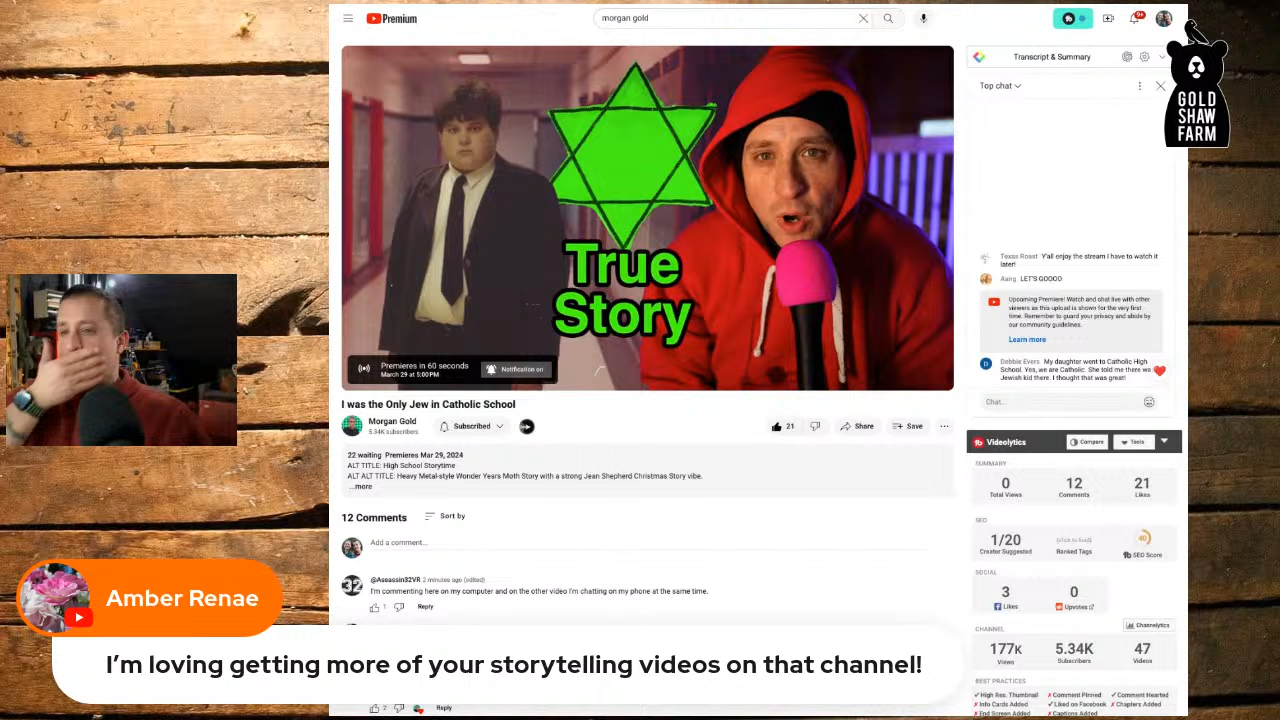 Premium
morgan gold
9+
GOLD
SHAW
FARM
Transcript & Summary
Top chat
True
Story
Premieres in 60 seconds
March 29 at 5:00PM
Notification on
Texas Roast Y'all enjoy the stream I have to watch it
later!
Aang LET'S GOOOO
Upcoming Premiere! Watch and chat live with other
viewers as this upload is shown for the very first
time. Remember to guard your privacy and abide by
our community guidelines.
Learn more
Debbie Evers My daughter went to Catholic High
School. Yes, we are Catholic. She told me there wa
Jewish kid there. I thought that was great!
Chat...
I was the Only Jew in Catholic School
Morgan Gold
5.34K subscribers
Subscribed
21
Share
Save
22 waiting Premieres Mar 29, 2024
ALT TITLE: High School Storytime
ALT ALT TITLE: Heavy Metal-style Wonder Years Moth Story with a strong Jean Shepherd Christmas Story vibe.
...more
12 Comments
Sort by
Add a comment...
32
@Assassin32VR 2 minutes ago (edited)
I'm commenting here on my computer and on the other video I'm chatting on my phone at the same time.
1
Reply
Amber Renae
I'm loving getting more of your storytelling videos on that channel!
2
Reply
Videolytics
Compare
Tools
SUMMARY
0 12 21
Total Views Comments Likes
SEO
1/20 (click to load) 40
Creator Suggested Ranked Tags SEO Score
SOCIAL
3 0
Likes Upvotes
CHANNEL
Channelytics
177K 5.34K 47
Views Subscribers Videos
BEST PRACTICES
High Res. Thumbnail Comment Pinned Comment Hearted
Info Cards Added Liked on Facebook Chapters Added
End Screen Added Captions Added